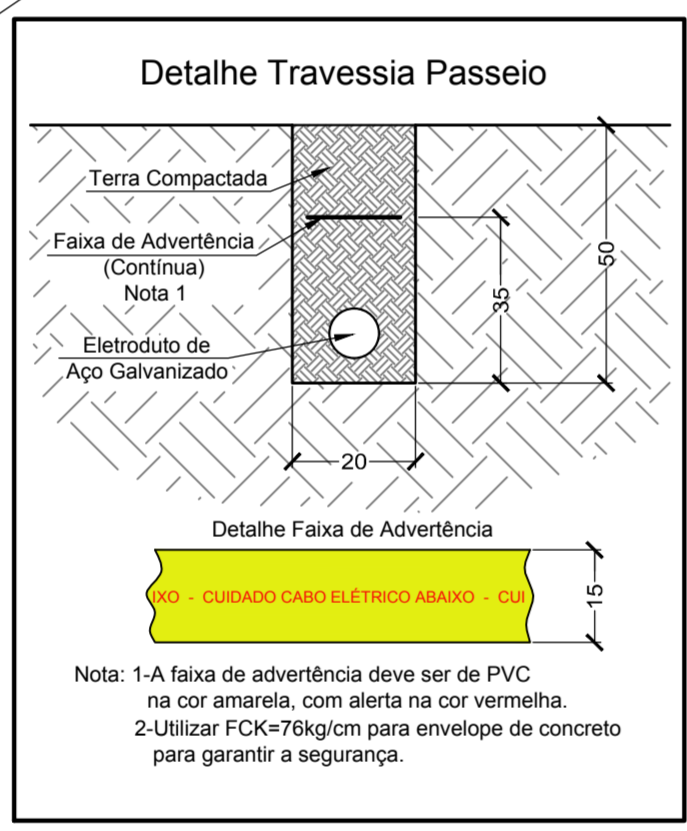 Detalhe Travessia Passeio
Terra Compactada
Faixa de Advertência
(Contínua)
Nota 1
Eletroduto de
Aço Galvanizado
50
35
20
Detalhe Faixa de Advertência
IXO - CUIDADO CABO ELÉTRICO ABAIXO - CUI
15
Nota: 1-A faixa de advertência deve ser de PVC
na cor amarela, com alerta na cor vermelha.
2-Utilizar FCK=76kg/cm para envelope de concreto
para garantir a segurança.